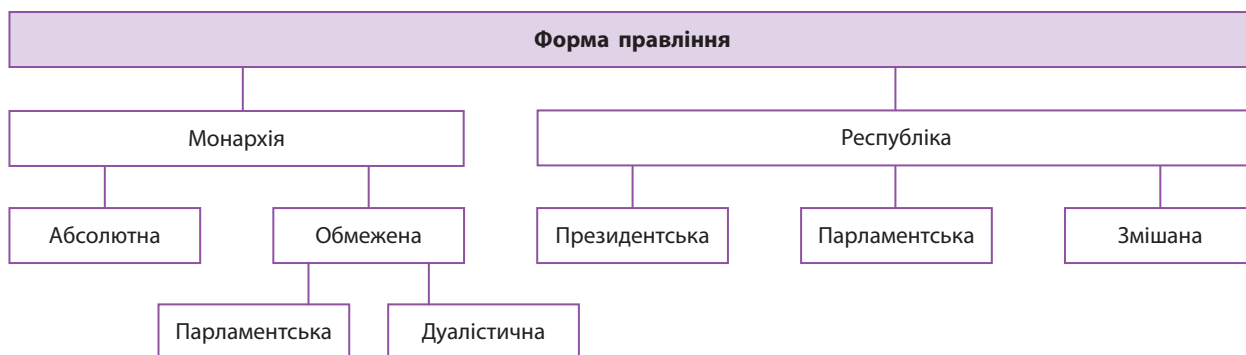 Форма правління
Монархія
Республіка
Абсолютна
Обмежена
Президентська
Парламентська
Змішана
Парламентська
Дуалістична